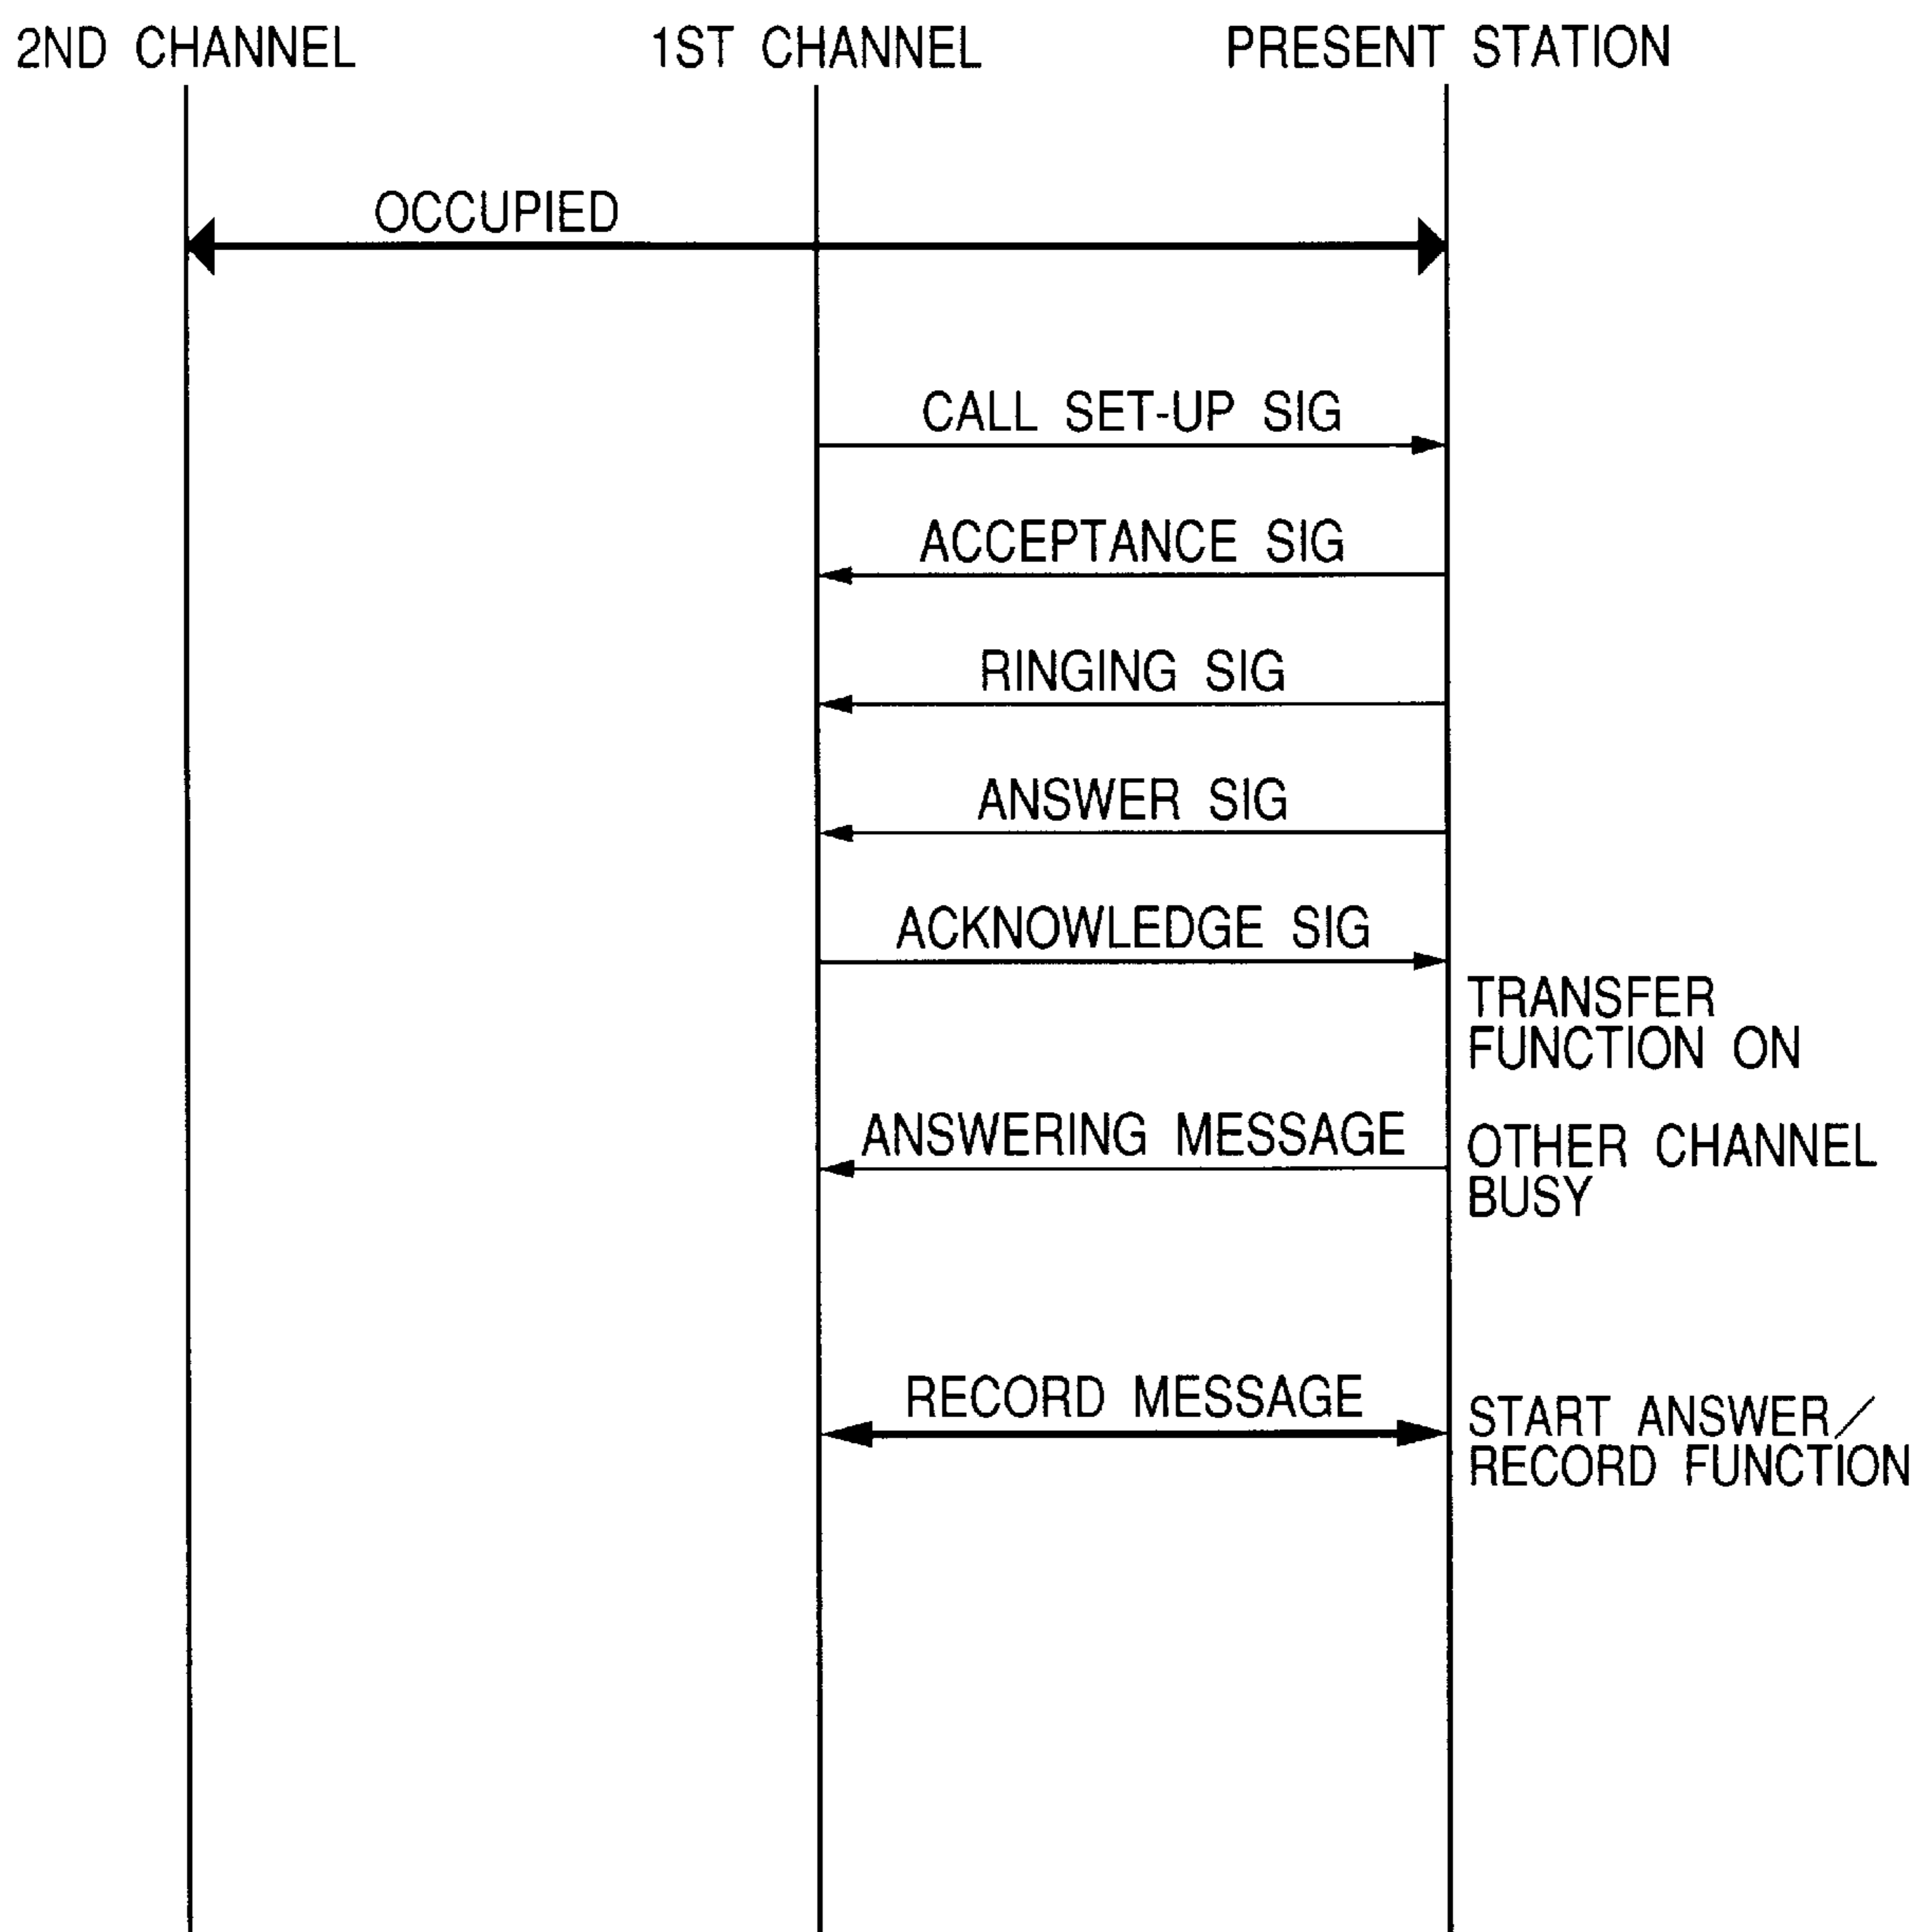 2ND CHANNEL
1ST CHANNEL
PRESENT STATION
OCCUPIED
CALL SET-UP SIG
ACCEPTANCE SIG
RINGING SIG
ANSWER SIG
ACKNOWLEDGE SIG
TRANSFER
FUNCTION ON
ANSWERING MESSAGE
OTHER CHANNEL
BUSY
RECORD MESSAGE
START ANSWER/
RECORD FUNCTION